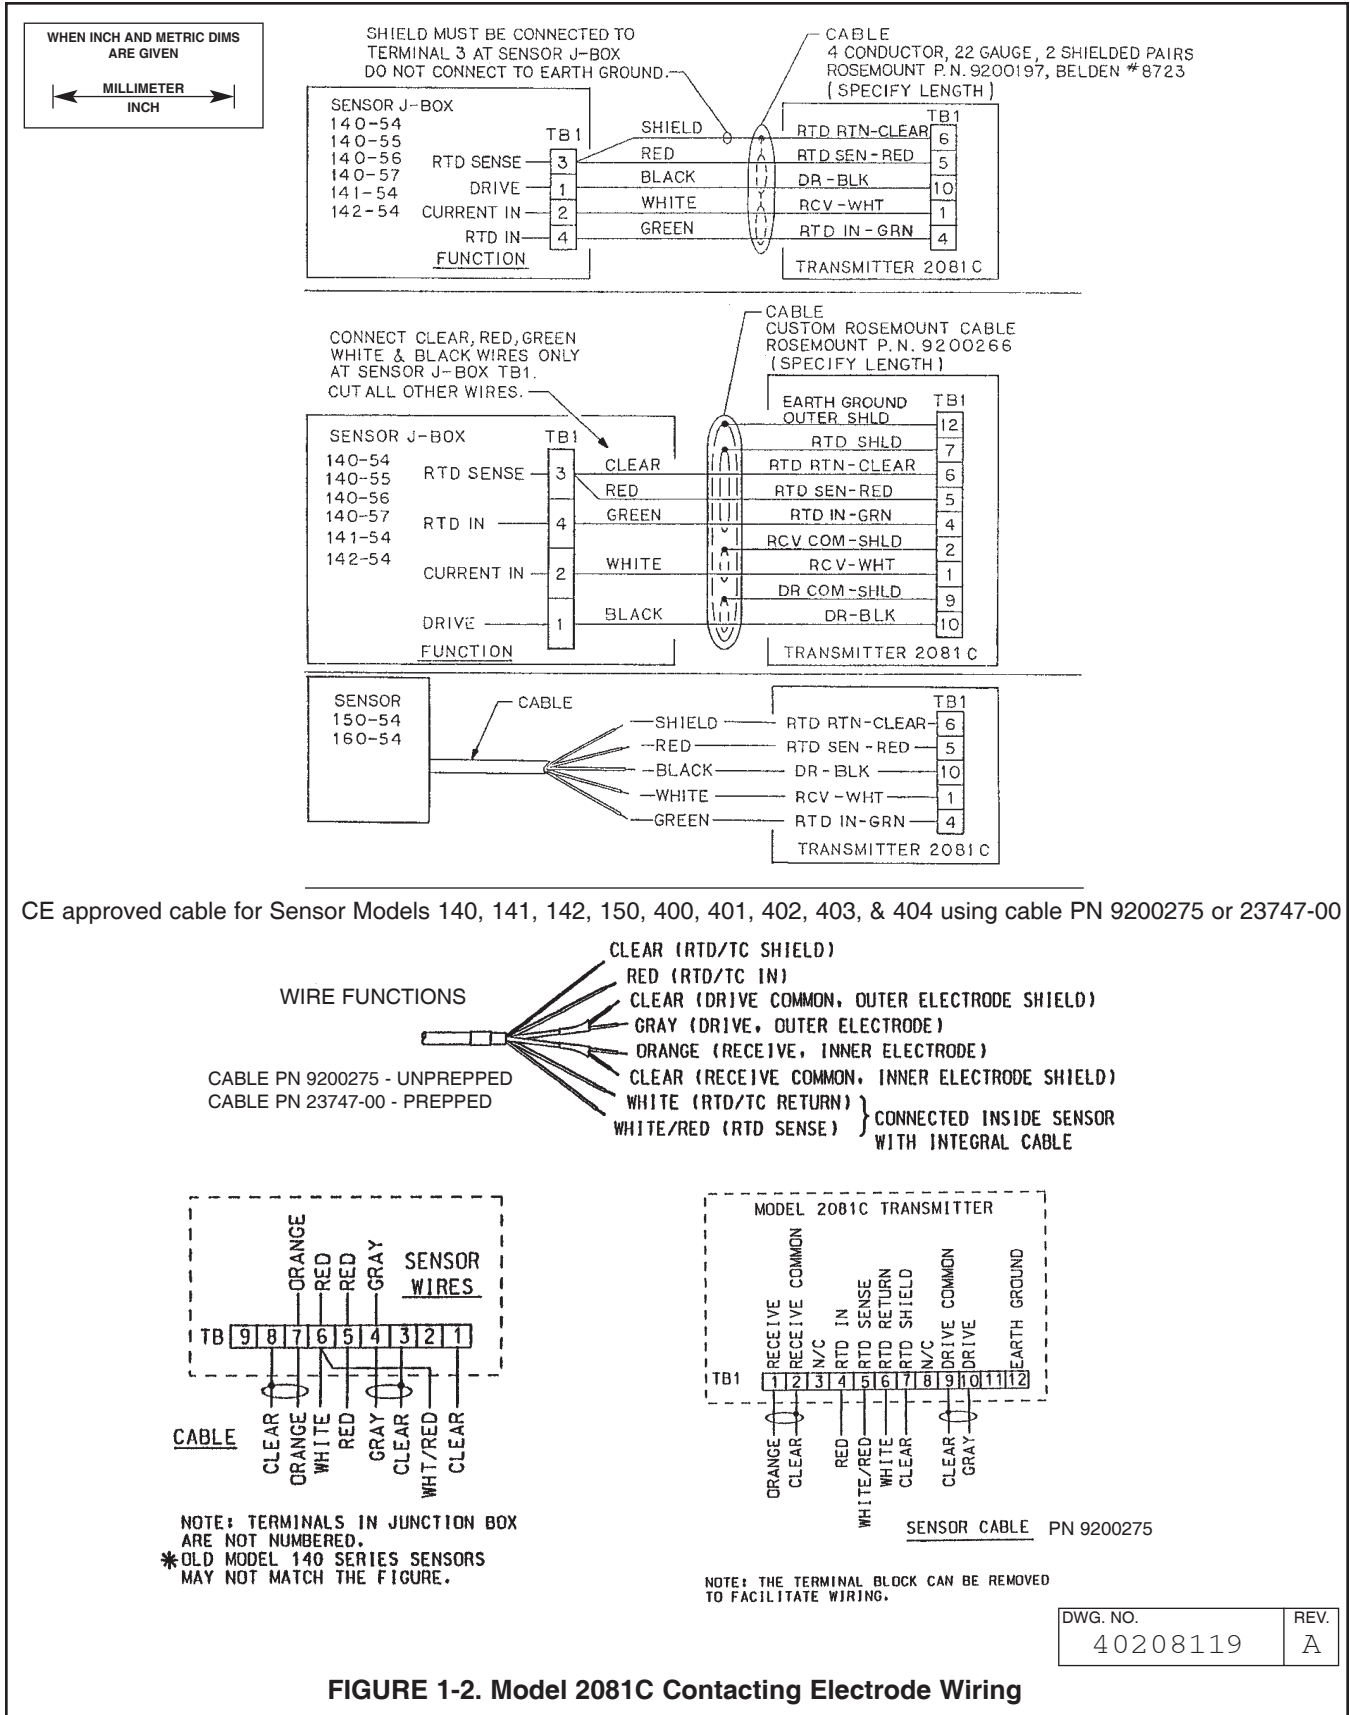 WHEN INCH AND METRIC DIMS
ARE GIVEN
MILLIMETER
INCH
SHIELD MUST BE CONNECTED TO
TERMINAL 3 AT SENSOR J-BOX
DO NOT CONNECT TO EARTH GROUND.
CABLE
4 CONDUCTOR, 22 GAUGE, 2 SHIELDED PAIRS
ROSEMOUNT P.N. 9200197, BELDEN #8723
(SPECIFY LENGTH)
SENSOR J-BOX
140-54
140-55
140-56
140-57
141-54
142-54
TB1
RTD SENSE 3
DRIVE 1
CURRENT IN 2
RTD IN 4
FUNCTION
SHIELD
RED
BLACK
WHITE
GREEN
TB1
RTD RTN-CLEAR 6
RTD SEN-RED 5
DR-BLK 10
RCV-WHT 1
RTD IN-GRN 4
TRANSMITTER 2081C
CONNECT CLEAR, RED, GREEN
WHITE & BLACK WIRES ONLY
AT SENSOR J-BOX TB1.
CUT ALL OTHER WIRES.
CABLE
CUSTOM ROSEMOUNT CABLE
ROSEMOUNT P.N. 9200266
(SPECIFY LENGTH)
SENSOR J-BOX
140-54
140-55
140-56
140-57
141-54
142-54
TB1
RTD SENSE 3
RTD IN 4
CURRENT IN 2
DRIVE 1
FUNCTION
CLEAR
RED
GREEN
WHITE
BLACK
TB1
EARTH GROUND
OUTER SHLD 12
RTD SHLD 7
RTD RTN-CLEAR 6
RTD SEN-RED 5
RTD IN-GRN 4
RCV COM-SHLD 2
RCV-WHT 1
DR COM-SHLD 9
DR-BLK 10
TRANSMITTER 2081C
SENSOR
150-54
160-54
CABLE
TB1
SHIELD RTD RTN-CLEAR 6
RED RTD SEN-RED 5
BLACK DR-BLK 10
WHITE RCV-WHT 1
GREEN RTD IN-GRN 4
TRANSMITTER 2081C
CE approved cable for Sensor Models 140, 141, 142, 150, 400, 401, 402, 403, & 404 using cable PN 9200275 or 23747-00
WIRE FUNCTIONS
CABLE PN 9200275 - UNPREPPED
CABLE PN 23747-00 - PREPPED
CLEAR (RTD/TC SHIELD)
RED (RTD/TC IN)
CLEAR (DRIVE COMMON, OUTER ELECTRODE SHIELD)
GRAY (DRIVE, OUTER ELECTRODE)
ORANGE (RECEIVE, INNER ELECTRODE)
CLEAR (RECEIVE COMMON, INNER ELECTRODE SHIELD)
WHITE (RTD/TC RETURN)
WHITE/RED (RTD SENSE)
CONNECTED INSIDE SENSOR
WITH INTEGRAL CABLE
ORANGE
RED
RED
GRAY
SENSOR
WIRES
TB 9 8 7 6 5 4 3 2 1
CABLE
CLEAR
ORANGE
WHITE
RED
GRAY
CLEAR
WHT/RED
CLEAR
NOTE: TERMINALS IN JUNCTION BOX
ARE NOT NUMBERED.
*OLD MODEL 140 SERIES SENSORS
MAY NOT MATCH THE FIGURE.
MODEL 2081C TRANSMITTER
RECEIVE
RECEIVE COMMON
N/C
RTD IN
RTD SENSE
RTD RETURN
RTD SHIELD
N/C
DRIVE COMMON
DRIVE
EARTH GROUND
TB1 1 2 3 4 5 6 7 8 9 10 11 12
ORANGE
CLEAR
RED
WHITE/RED
WHITE
CLEAR
CLEAR
GRAY
SENSOR CABLE PN 9200275
NOTE: THE TERMINAL BLOCK CAN BE REMOVED
TO FACILITATE WIRING.
DWG. NO.
40208119
REV.
A
FIGURE 1-2. Model 2081C Contacting Electrode Wiring